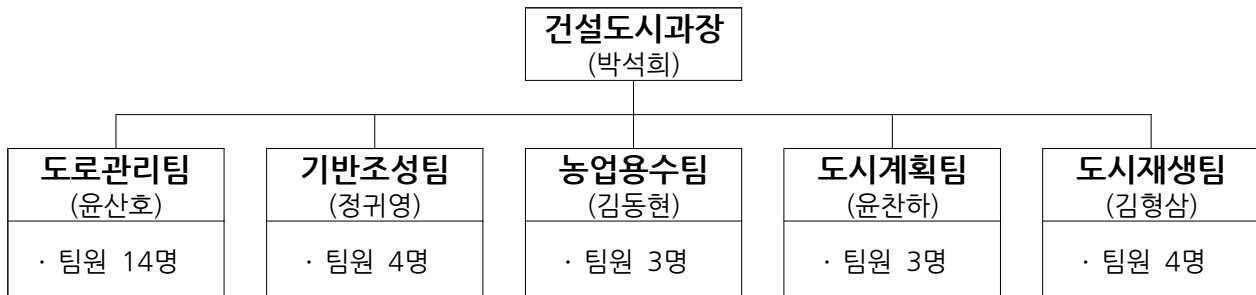 건설도시과장
(박석희)
도로관리팀
(윤산호)
· 팀원 14명
기반조성팀
(정귀영)
· 팀원 4명
농업용수팀
(김동현)
· 팀원 3명
도시계획팀
(윤찬하)
· 팀원 3명
도시재생팀
(김형삼)
· 팀원 4명